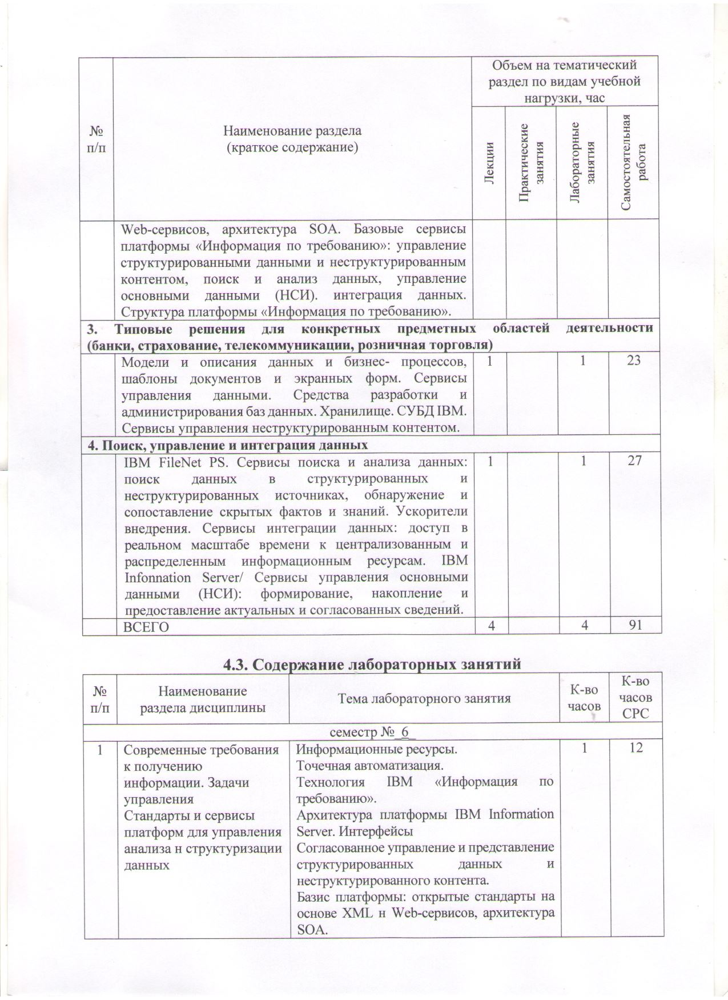 №
п/п
Наименование раздела
(краткое содержание)
Объем на тематический
раздел по видам учебной
нагрузки, час
Лекции
Практические
занятия
Лабораторные
занятия
Самостоятельная
работа
Web-сервисов, архитектура SOA. Базовые сервисы
платформы «Информация по требованию»: управление
структурированными данными и неструктурированным
контентом, поиск и анализ данных, управление
основными данными (НСИ). интеграция данных.
Структура платформы «Информация по требованию».
3. Типовые решения для конкретных предметных областей деятельности
(банки, страхование, телекоммуникации, розничная торговля)
Модели и описания данных и бизнес- процессов,
шаблоны документов и экранных форм. Сервисы
управления данными. Средства разработки и
администрирования баз данных. Хранилище. СУБД IBM.
Сервисы управления неструктурированным контентом.
1
1
23
4. Поиск, управление и интеграция данных
IBM FileNet PS. Сервисы поиска и анализа данных:
поиск данных в структурированных и
неструктурированных источниках, обнаружение и
сопоставление скрытых фактов и знаний. Ускорители
внедрения. Сервисы интеграции данных: доступ в
реальном масштабе времени к централизованным и
распределенным информационным ресурсам. IBM
Infonnation Server/ Сервисы управления основными
данными (НСИ): формирование, накопление и
предоставление актуальных и согласованных сведений.
1
1
27
ВСЕГО
4
4
91
4.3. Содержание лабораторных занятий
№
п/п
Наименование
раздела дисциплины
Тема лабораторного занятия
К-во
часов
К-во
часов
СРС
семестр №_6_
1
Современные требования
к получению
информации. Задачи
управления
Стандарты и сервисы
платформ для управления
анализа н структуризации
данных
Информационные ресурсы.
Точечная автоматизация.
Технология IBM «Информация по
требованию».
Архитектура платформы IBM Information
Server. Интерфейсы
Согласованное управление и представление
структурированных данных и
неструктурированного контента.
Базис платформы: открытые стандарты на
основе XML н Web-сервисов, архитектура
SOA.
1
12